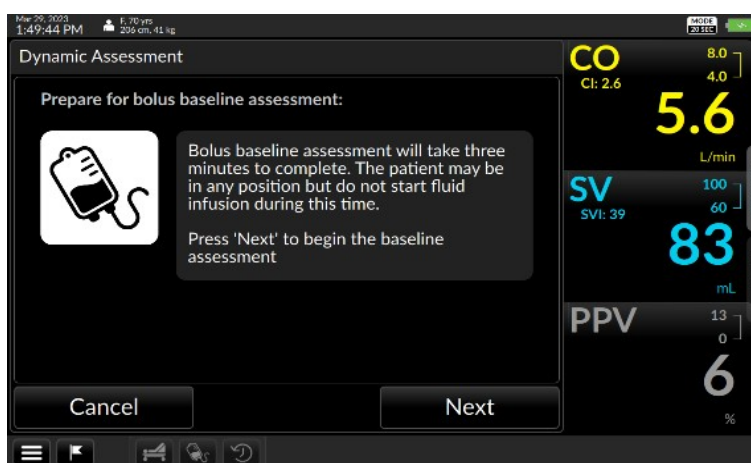 Mar 29, 2023
1:49:44 PM
F, 70 yrs
206 cm, 41 kg
MODE
20 SEC
Dynamic Assessment
Prepare for bolus baseline assessment:
Bolus baseline assessment will take three
minutes to complete. The patient may be
in any position but do not start fluid
infusion during this time.
Press 'Next' to begin the baseline
assessment
Cancel
Next
CO
CI: 2.6
8.0
4.0
5.6
L/min
SV
SVI: 39
100
60
83
mL
PPV
13
0
6
%